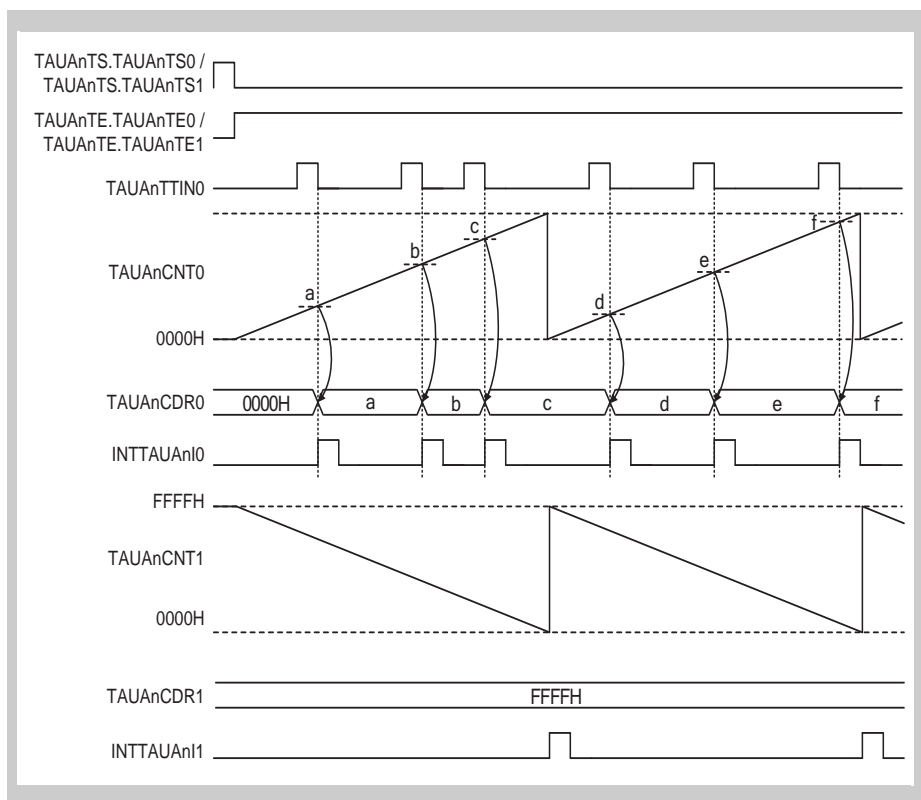 TAUAnTS.TAUAnTS0 /
TAUAnTS.TAUAnTS1
TAUAnTE.TAUAnTE0 /
TAUAnTE.TAUAnTE1
TAUAnTTIN0
a
b
c
d
e
f
TAUAnCNT0
0000H
TAUAnCDR0
0000H a b c d e f
INTTAUAnI0
FFFFH
TAUAnCNT1
0000H
TAUAnCDR1
FFFFH
INTTAUAnI1